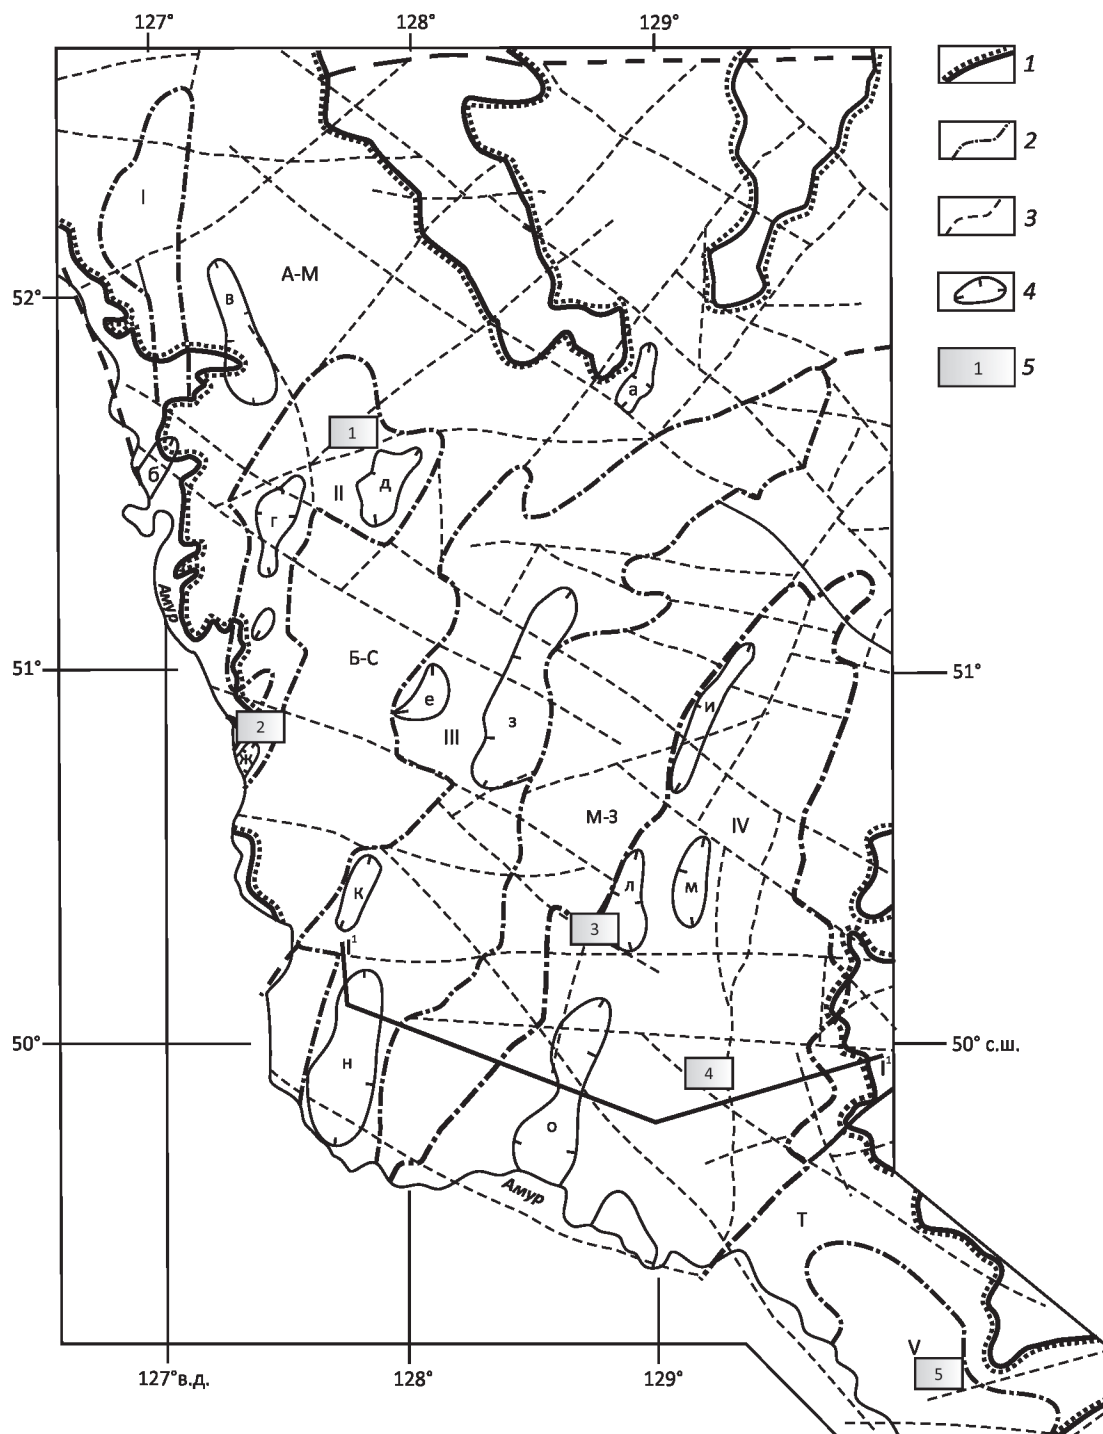 127°
128°
129°
1
2
3
4
1
5
I
А-М
52°
в
а
1
б
II
д
г
Амур
51°
51°
Б-С
е
III
з
и
2
ж
М-З
IV
к
л
м
3
I¹
50°
50° с.ш.
н
4
I¹
о
Амур
Т
V
5
127°в.д.
128°
129°